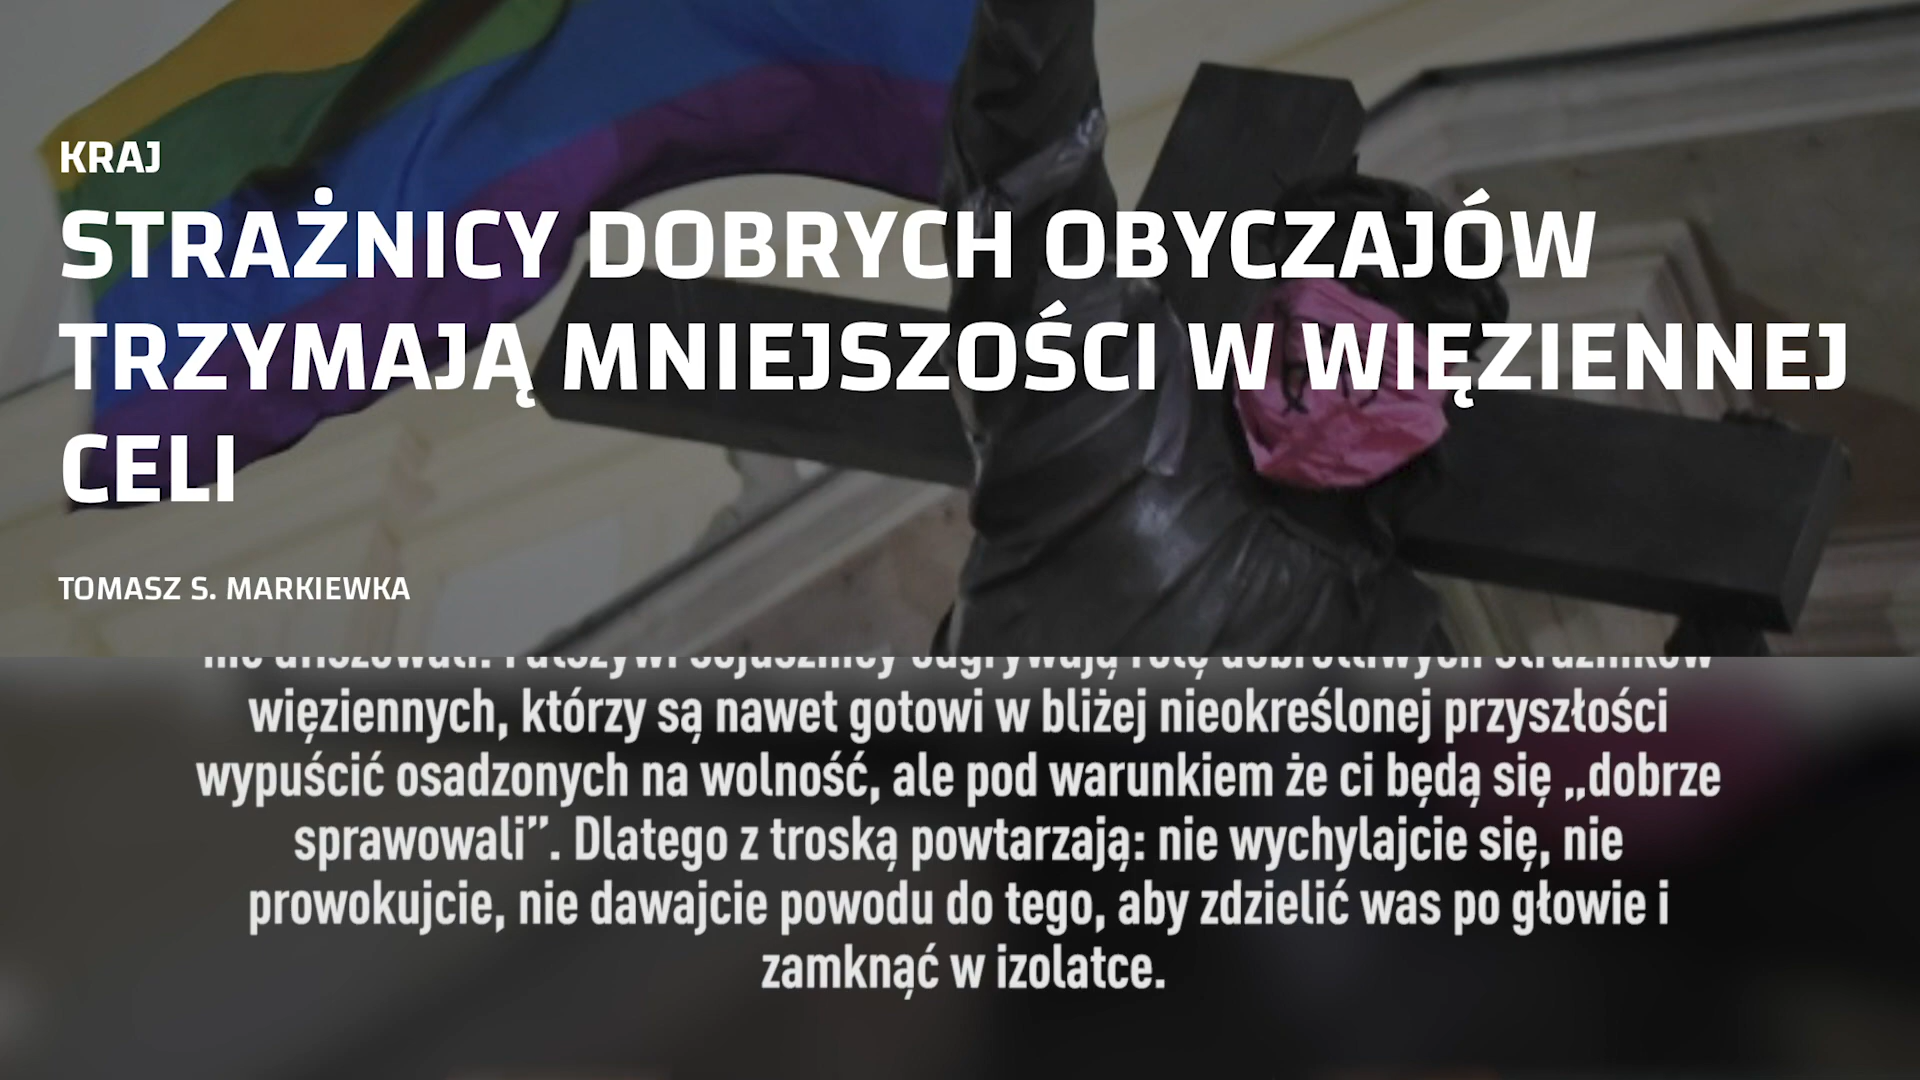 KRAJ
STRAŻNICY DOBRYCH OBYCZAJÓW
TRZYMAJĄ MNIEJSZOŚCI W WIĘZIENNEJ
CELI
TOMASZ S. MARKIEWKA
więziennych, którzy są nawet gotowi w bliżej nieokreślonej przyszłości
wypuścić osadzonych na wolność, ale pod warunkiem że ci będą się „dobrze
sprawowali”. Dlatego z troską powtarzają: nie wychylajcie się, nie
prowokujcie, nie dawajcie powodu do tego, aby zdzielić was po głowie i
zamknąć w izolatce.